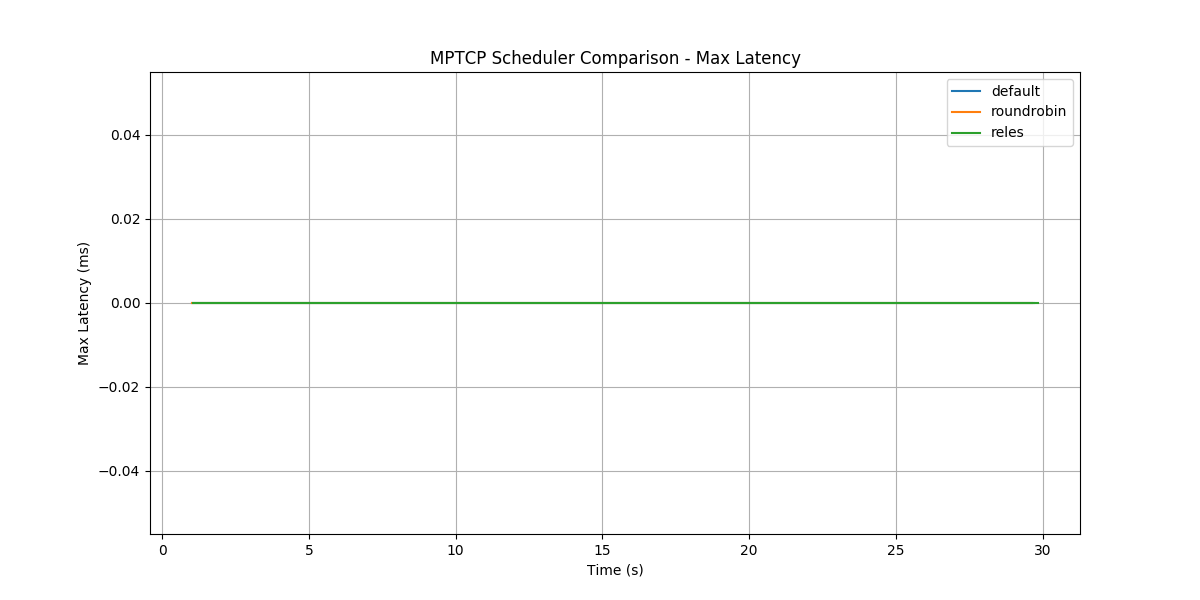 MPTCP Scheduler Comparison - Max Latency
default
roundrobin
reles
0.04
0.02
0.00
−0.02
−0.04
Max Latency (ms)
0 5 10 15 20 25 30
Time (s)